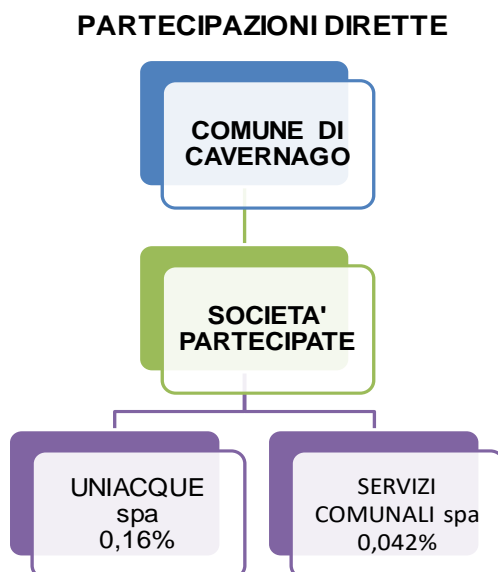 PARTECIPAZIONI DIRETTE
COMUNE DI
CAVERNAGO
SOCIETA'
PARTECIPATE
UNIACQUE
spa
0,16%
SERVIZI
COMUNALI spa
0,042%